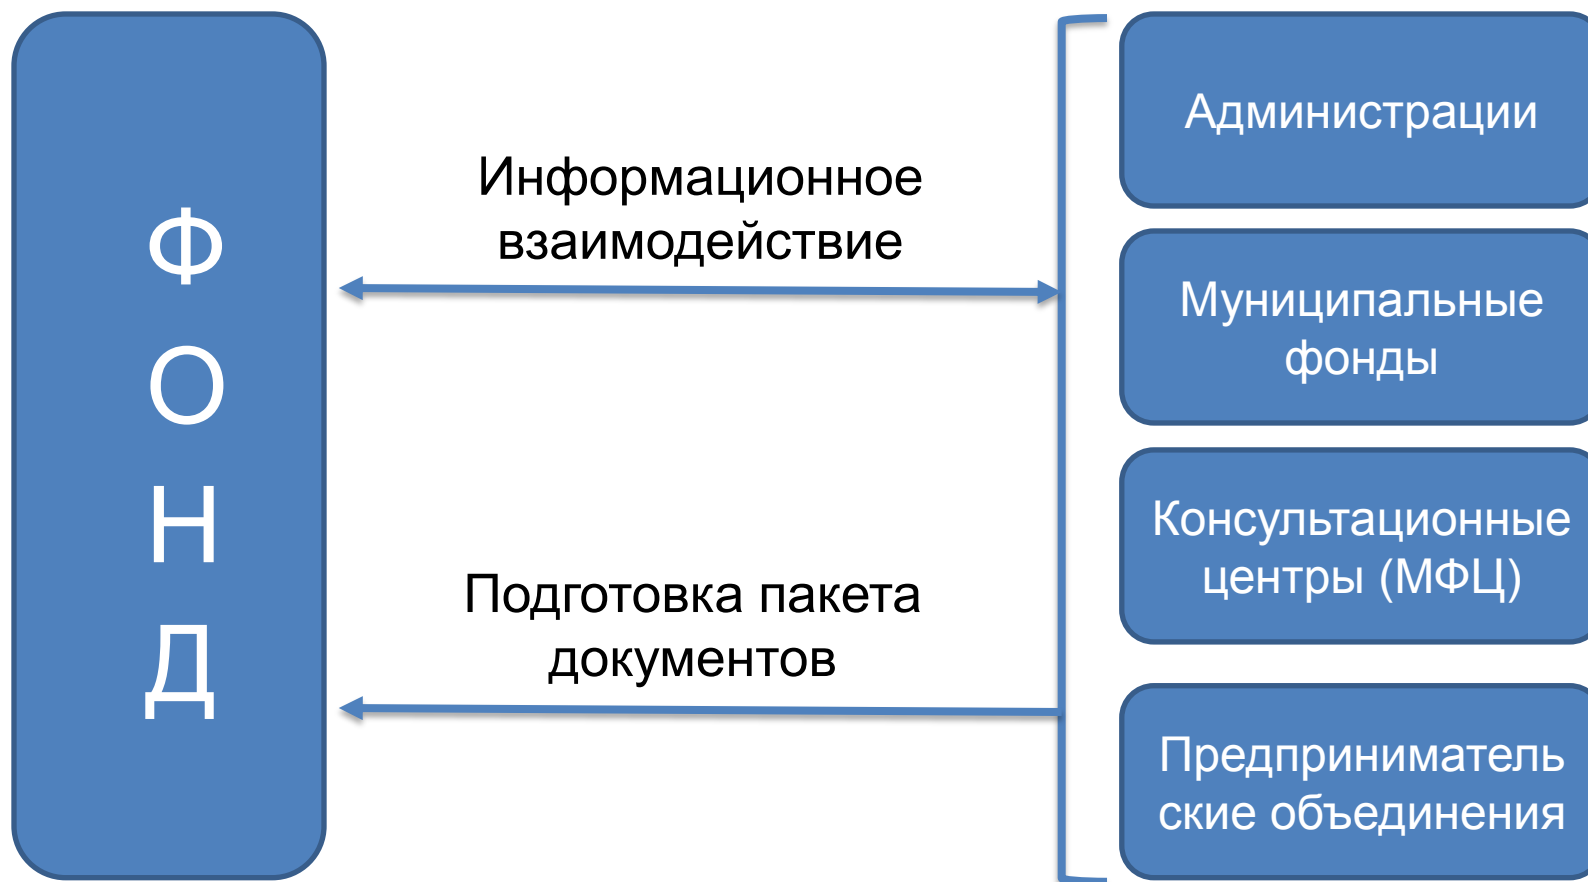 Ф
О
Н
Д
Информационное
взаимодействие
Подготовка пакета
документов
Администрации
Муниципальные
фонды
Консультационные
центры (МФЦ)
Предприниматель
ские объединения